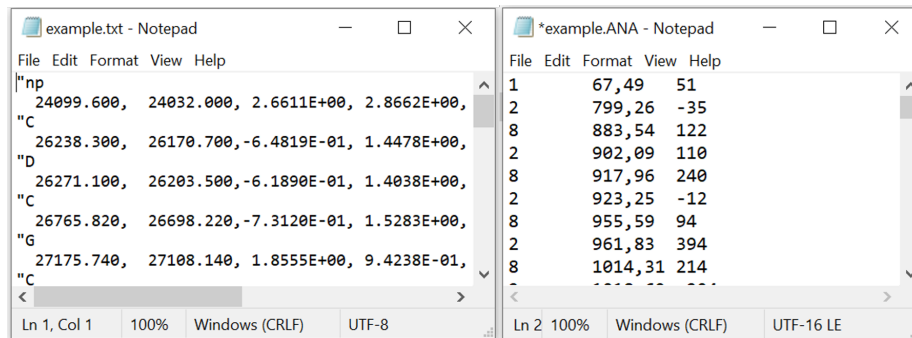 example.txt - Notepad
File Edit Format View Help
"np
24099.600, 24032.000, 2.6611E+00, 2.8662E+00,
"C
26238.300, 26170.700,-6.4819E-01, 1.4478E+00,
"D
26271.100, 26203.500,-6.1890E-01, 1.4038E+00,
"C
26765.820, 26698.220,-7.3120E-01, 1.5283E+00,
"G
27175.740, 27108.140, 1.8555E+00, 9.4238E-01,
"C
Ln 1, Col 1 100% Windows (CRLF) UTF-8
*example.ANA - Notepad
File Edit Format View Help
1 67,49 51
2 799,26 -35
8 883,54 122
2 902,09 110
8 917,96 240
2 923,25 -12
8 955,59 94
2 961,83 394
8 1014,31 214
Ln 2 100% Windows (CRLF) UTF-16 LE